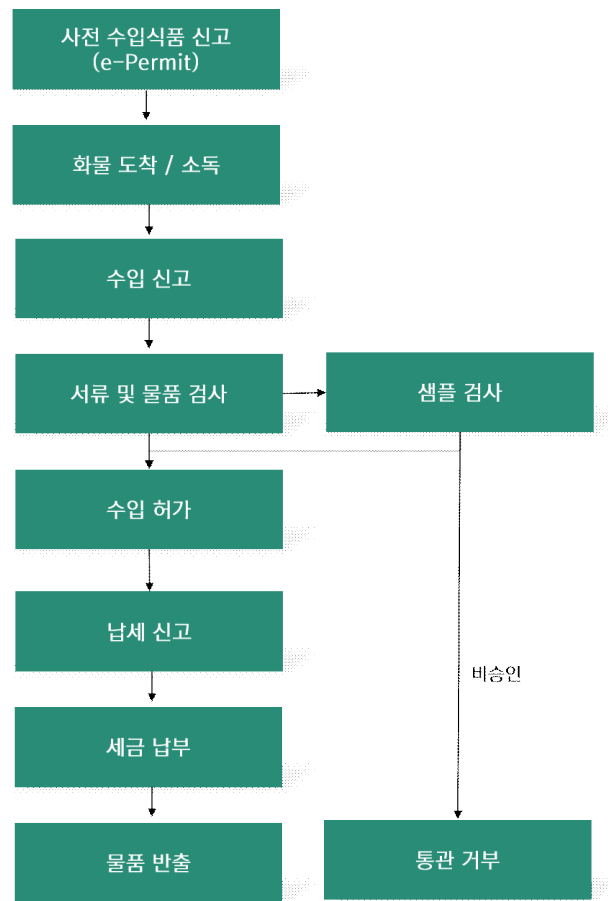 사전 수입식품 신고
(e-Permit)
화물 도착 / 소독
수입 신고
서류 및 물품 검사
샘플 검사
수입 허가
납세 신고
비승인
세금 납부
물품 반출
통관 거부